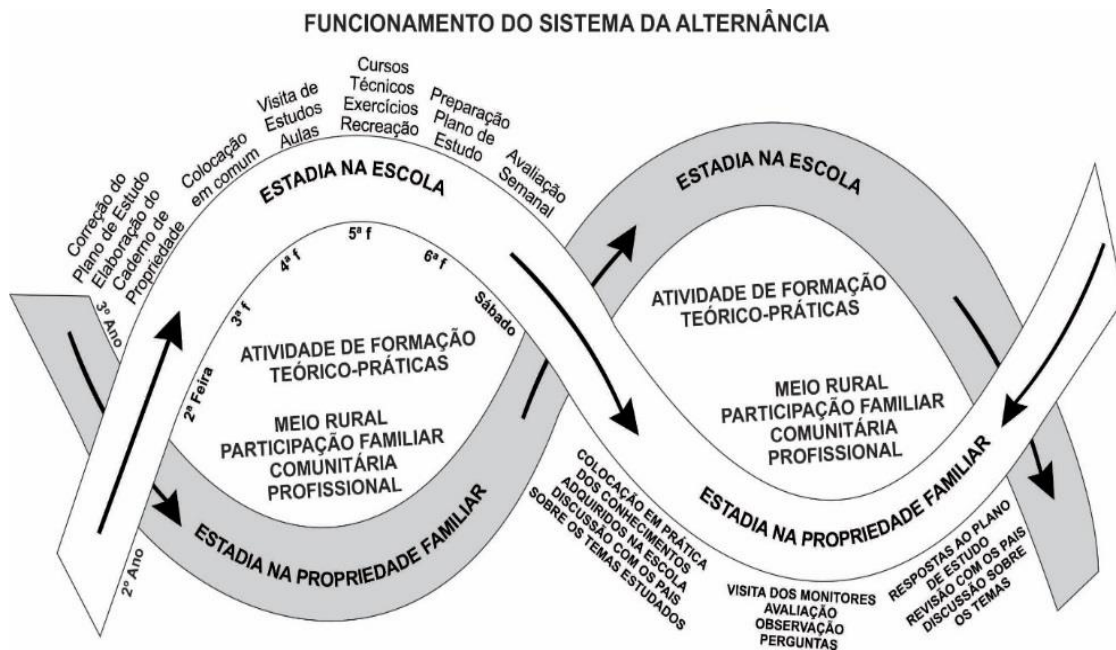 FUNCIONAMENTO DO SISTEMA DA ALTERNÂNCIA
Correção do
Plano de Estudo
Elaboração do
Caderno de
Propriedade
Colocação
em comum
Visita de
Estudos
Aulas
Cursos
Técnicos
Exercícios
Recreação
Preparação
Plano de
Estudo
Avaliação
Semanal
ESTADIA NA ESCOLA
ESTADIA NA ESCOLA
3º Ano
2ª Feira
3ª f
4ª f
5ª f
6ª f
Sábado
ATIVIDADE DE FORMAÇÃO
TEÓRICO-PRÁTICAS
MEIO RURAL
PARTICIPAÇÃO FAMILIAR
COMUNITÁRIA
PROFISSIONAL
ATIVIDADE DE FORMAÇÃO
TEÓRICO-PRÁTICAS
MEIO RURAL
PARTICIPAÇÃO FAMILIAR
COMUNITÁRIA
PROFISSIONAL
2º Ano
ESTADIA NA PROPRIEDADE FAMILIAR
ESTADIA NA PROPRIEDADE FAMILIAR
COLOCAÇÃO EM PRÁTICA
DOS CONHECIMENTOS
ADQUIRIDOS NA ESCOLA
DISCUSSÃO COM OS PAIS
SOBRE OS TEMAS ESTUDADOS
VISITA DOS MONITORES
AVALIAÇÃO
OBSERVAÇÃO
PERGUNTAS
RESPOSTAS AO PLANO
DE ESTUDO
REVISÃO COM OS PAIS
DISCUSSÃO SOBRE
OS TEMAS